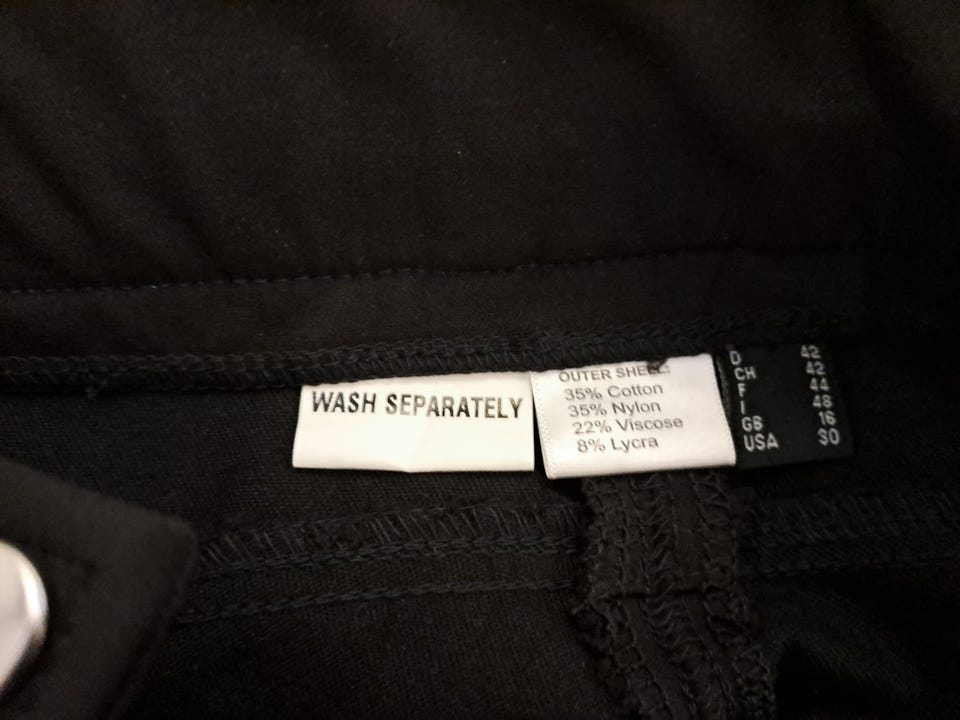 WASH SEPARATELY
OUTER SHELL:
35% Cotton
35% Nylon
22% Viscose
8% Lycra
D 42
CH 42
F 44
I 48
GB 16
USA 30